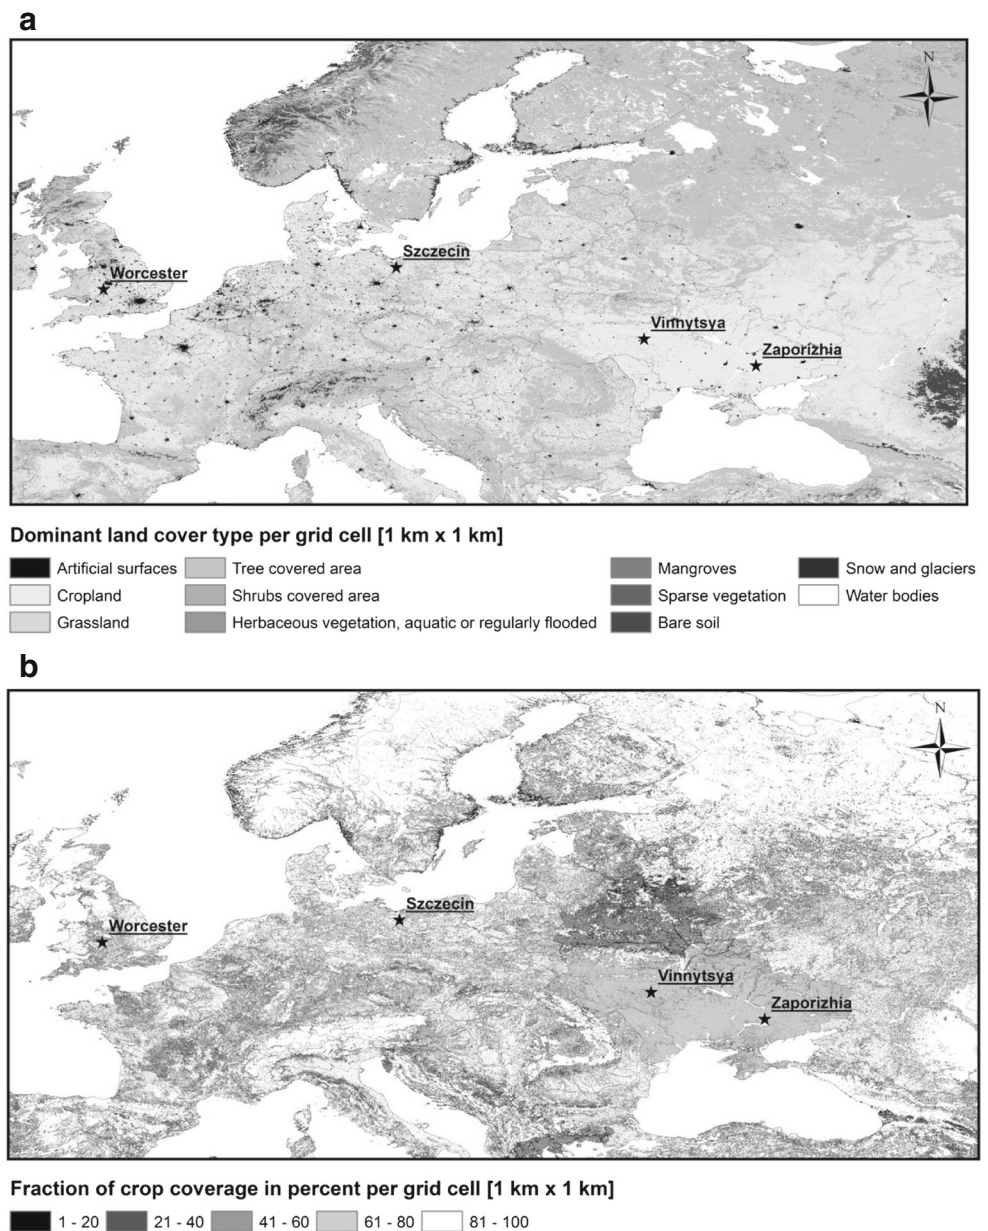 a
N
Szczecin
Worcester
Vinnytsya
Zaporizhia
Dominant land cover type per grid cell [1 km x 1 km]
Artificial surfaces Tree covered area Mangroves Snow and glaciers
Cropland Shrubs covered area Sparse vegetation Water bodies
Grassland Herbaceous vegetation, aquatic or regularly flooded Bare soil
b
N
Szczecin
Worcester
Vinnytsya
Zaporizhia
Fraction of crop coverage in percent per grid cell [1 km x 1 km]
1 - 20 21 - 40 41 - 60 61 - 80 81 - 100